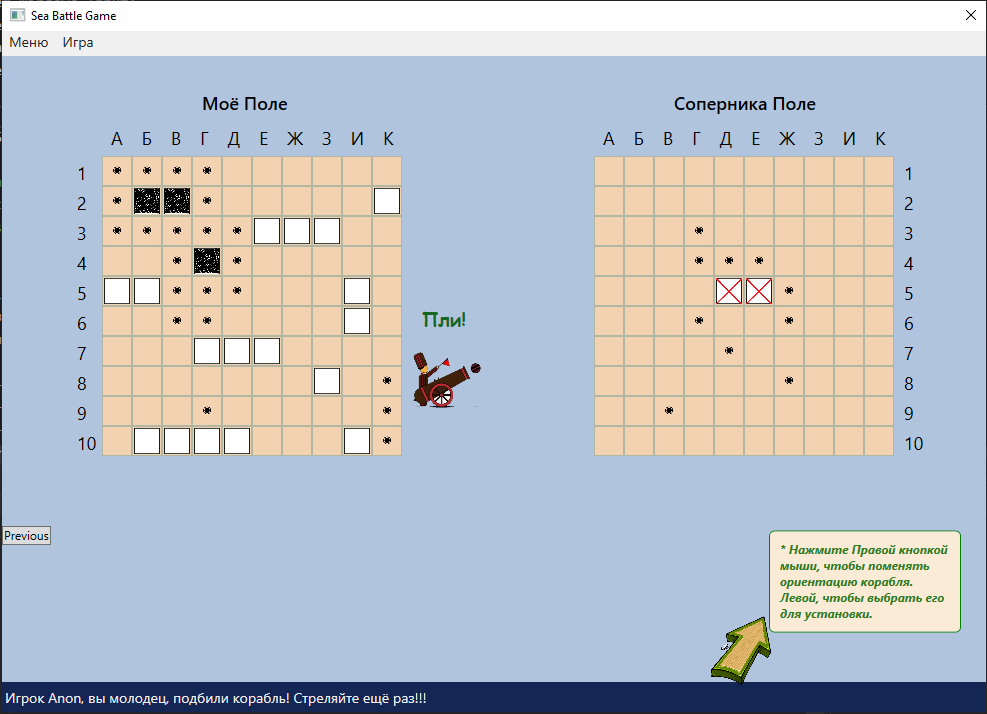 Sea Battle Game
Меню Игра
Моё Поле
Соперника Поле
А Б В Г Д Е Ж З И К
А Б В Г Д Е Ж З И К
1
2
3
4
5
6
7
8
9
10
1
2
3
4
5
6
7
8
9
10
Пли!
Previous
* Нажмите Правой кнопкой
мыши, чтобы поменять
ориентацию корабля.
Левой, чтобы выбрать его
для установки.
Игрок Anon, вы молодец, подбили корабль! Стреляйте ещё раз!!!